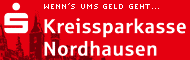 WENN'S UMS GELD GEHT...
Kreissparkasse
Nordhausen